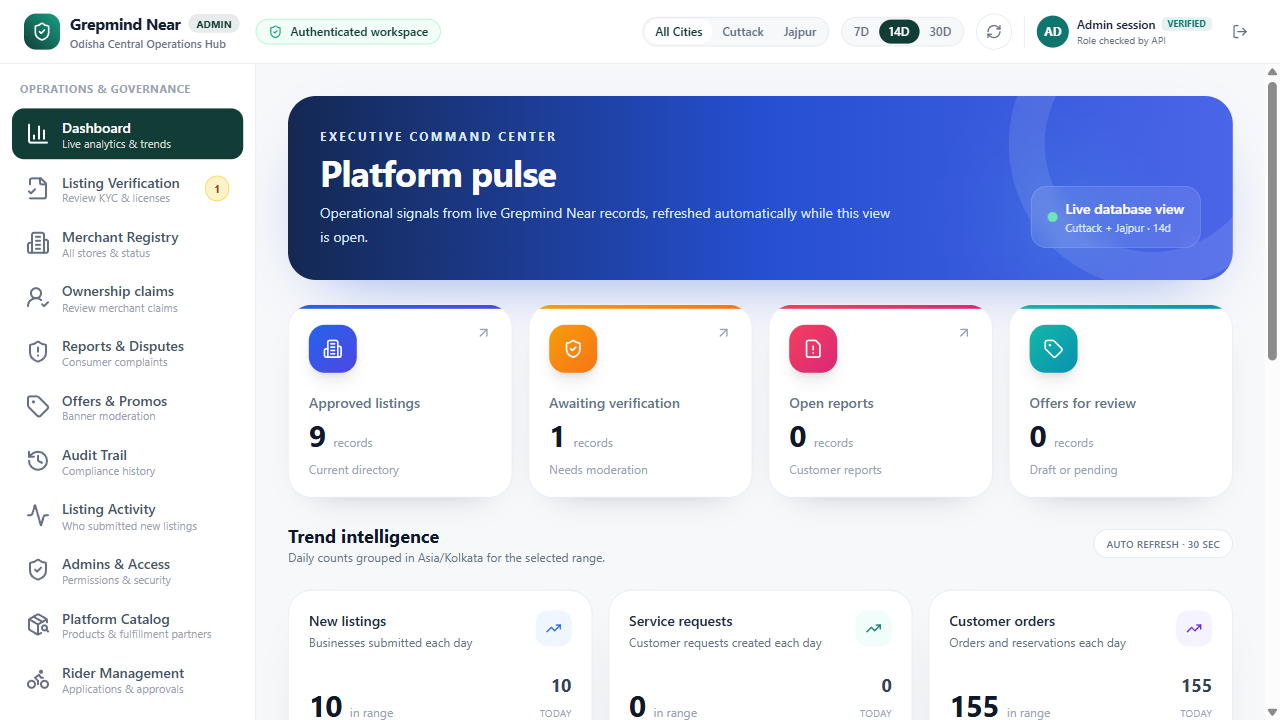 Grepmind Near ADMIN
Odisha Central Operations Hub
Authenticated workspace
All Cities Cuttack Jajpur
7D 14D 30D
AD
Admin session VERIFIED
Role checked by API
OPERATIONS & GOVERNANCE
Dashboard
Live analytics & trends
Listing Verification
Review KYC & licenses
1
Merchant Registry
All stores & status
Ownership claims
Review merchant claims
Reports & Disputes
Consumer complaints
Offers & Promos
Banner moderation
Audit Trail
Compliance history
Listing Activity
Who submitted new listings
Admins & Access
Permissions & security
Platform Catalog
Products & fulfillment partners
Rider Management
Applications & approvals
EXECUTIVE COMMAND CENTER
Platform pulse
Operational signals from live Grepmind Near records, refreshed automatically while this view
is open.
Live database view
Cuttack + Jajpur · 14d
Approved listings
9 records
Current directory
Awaiting verification
1 records
Needs moderation
Open reports
0 records
Customer reports
Offers for review
0 records
Draft or pending
Trend intelligence
Daily counts grouped in Asia/Kolkata for the selected range.
AUTO REFRESH · 30 SEC
New listings
Businesses submitted each day
10 in range
10
TODAY
Service requests
Customer requests created each day
0 in range
0
TODAY
Customer orders
Orders and reservations each day
155 in range
155
TODAY